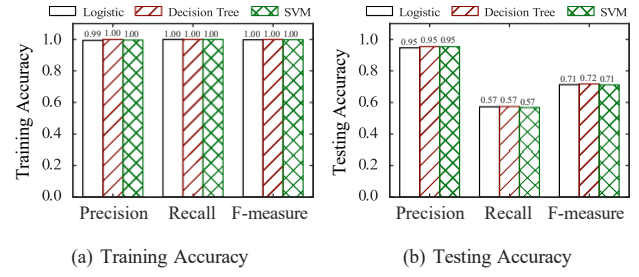 Logistic Decision Tree SVM
1.0
0.8
0.6
0.4
0.2
0.0
Training Accuracy
0.99 1.00 1.00
1.00 1.00 1.00
1.00 1.00 1.00
Precision Recall F-measure
(a) Training Accuracy
Logistic Decision Tree SVM
1.0
0.8
0.6
0.4
0.2
0.0
Testing Accuracy
0.95 0.95 0.95
0.57 0.57 0.57
0.71 0.72 0.71
Precision Recall F-measure
(b) Testing Accuracy